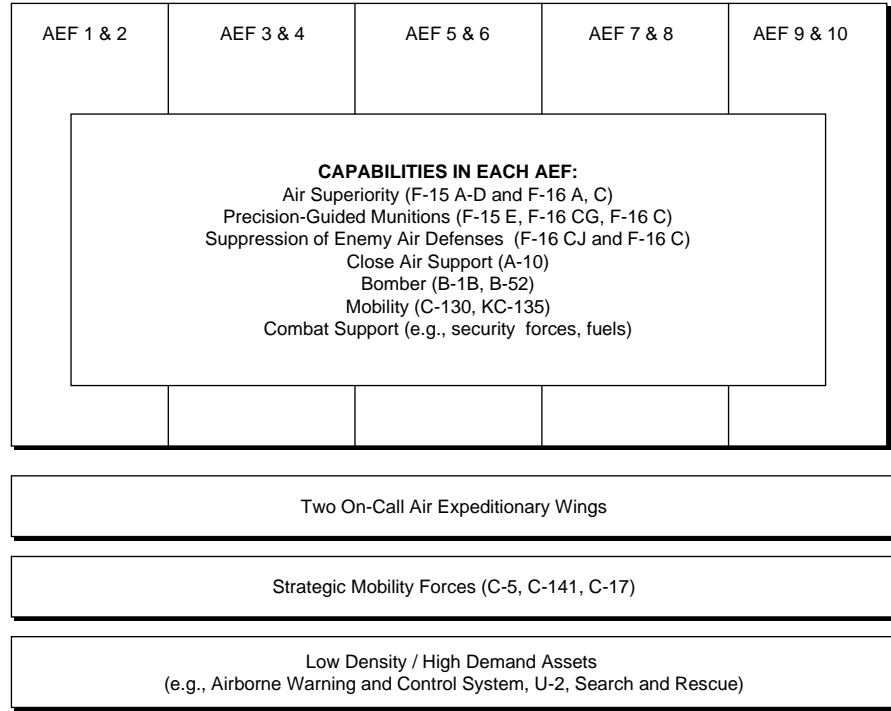 AEF 1 & 2
AEF 3 & 4
AEF 5 & 6
AEF 7 & 8
AEF 9 & 10
CAPABILITIES IN EACH AEF:
Air Superiority (F-15 A-D and F-16 A, C)
Precision-Guided Munitions (F-15 E, F-16 CG, F-16 C)
Suppression of Enemy Air Defenses (F-16 CJ and F-16 C)
Close Air Support (A-10)
Bomber (B-1B, B-52)
Mobility (C-130, KC-135)
Combat Support (e.g., security forces, fuels)
Two On-Call Air Expeditionary Wings
Strategic Mobility Forces (C-5, C-141, C-17)
Low Density / High Demand Assets
(e.g., Airborne Warning and Control System, U-2, Search and Rescue)